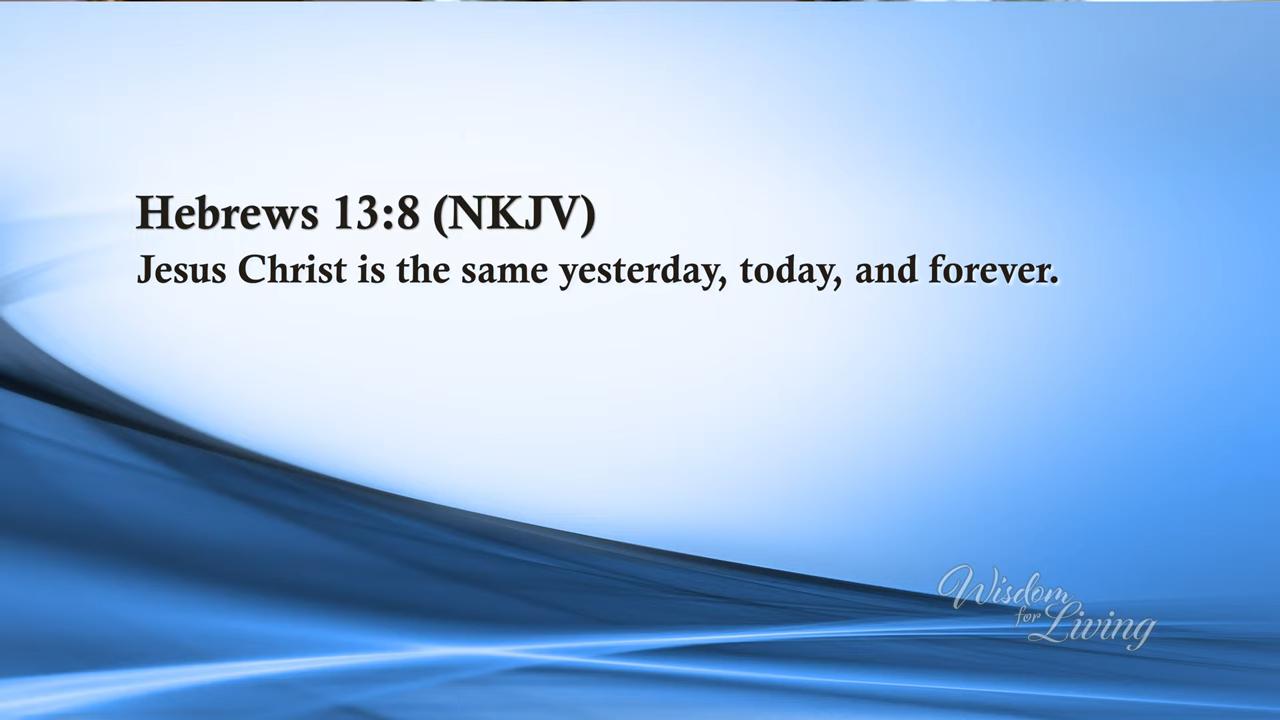 Hebrews 13:8 (NKJV)
Jesus Christ is the same yesterday, today, and forever.
Wisdom
for
Living